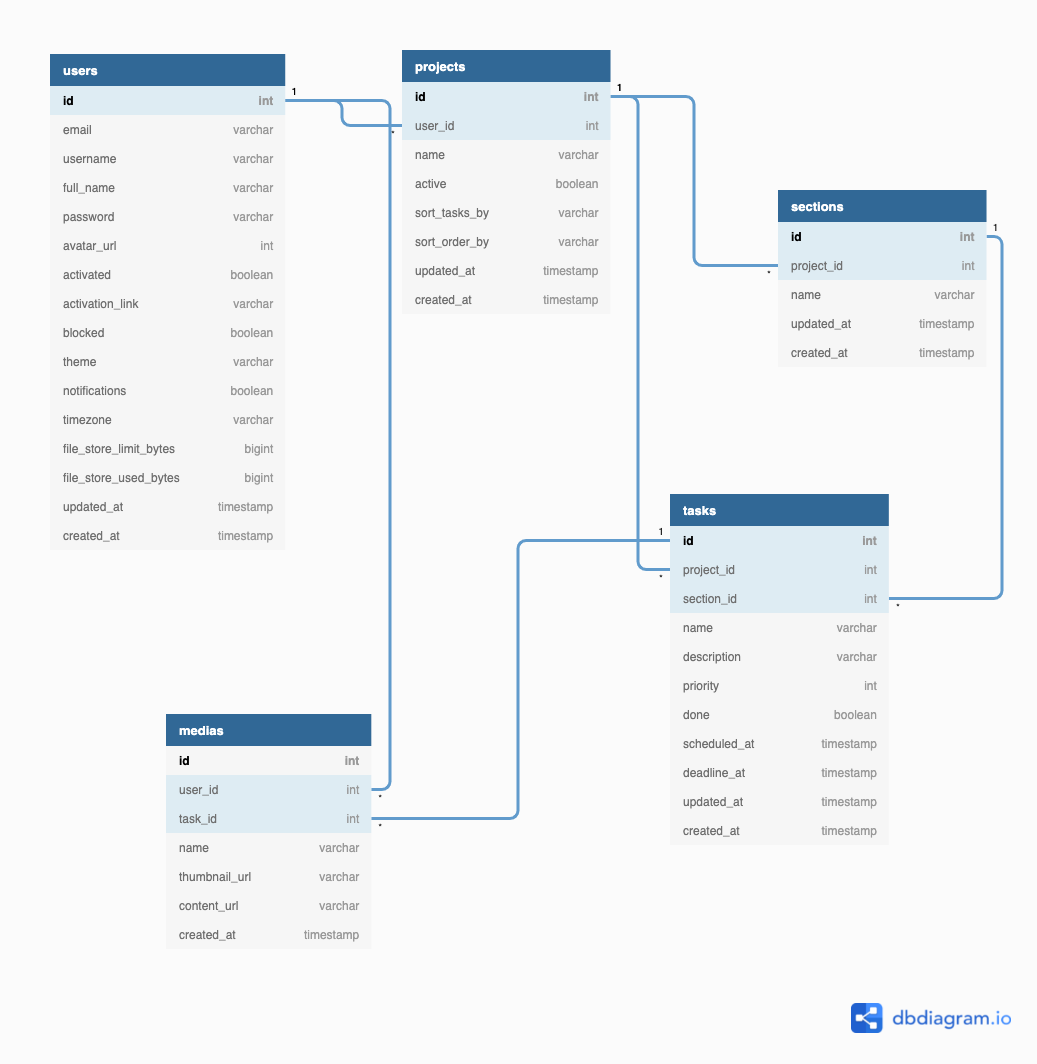 users
id int
email varchar
username varchar
full_name varchar
password varchar
avatar_url int
activated boolean
activation_link varchar
blocked boolean
theme varchar
notifications boolean
timezone varchar
file_store_limit_bytes bigint
file_store_used_bytes bigint
updated_at timestamp
created_at timestamp
1
*
projects
id int
user_id int
name varchar
active boolean
sort_tasks_by varchar
sort_order_by varchar
updated_at timestamp
created_at timestamp
1
*
sections
id int
project_id int
name varchar
updated_at timestamp
created_at timestamp
1
*
tasks
id int
project_id int
section_id int
name varchar
description varchar
priority int
done boolean
scheduled_at timestamp
deadline_at timestamp
updated_at timestamp
created_at timestamp
1
*
*
medias
id int
user_id int
task_id int
name varchar
thumbnail_url varchar
content_url varchar
created_at timestamp
*
*
dbdiagram.io